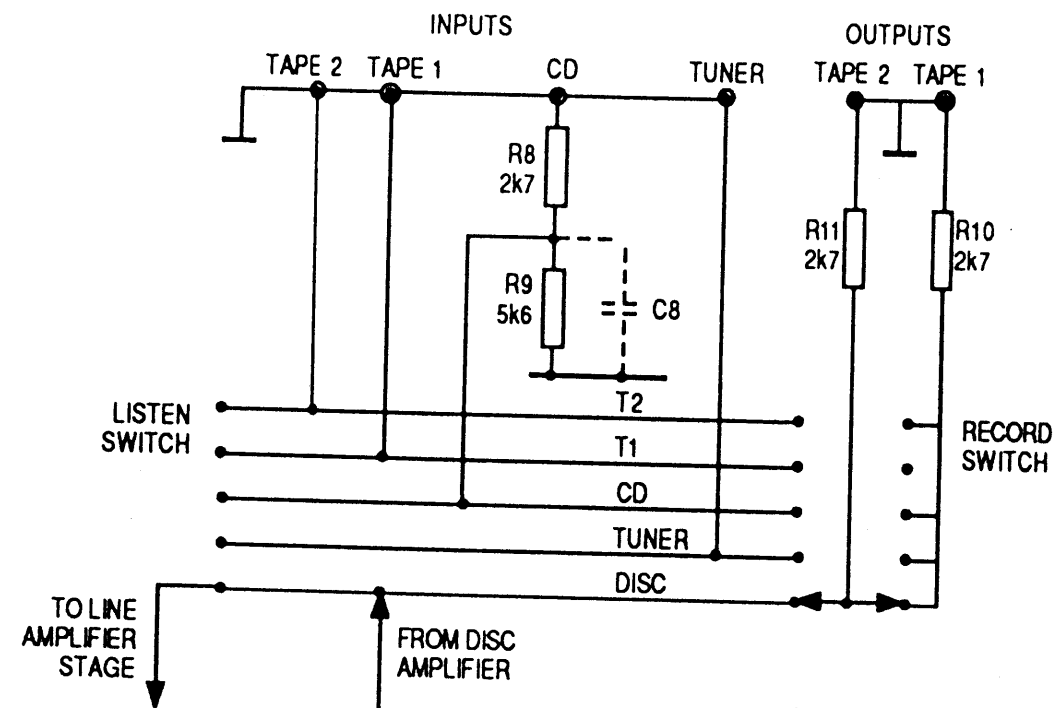 INPUTS
OUTPUTS
TAPE 2
TAPE 1
CD
TUNER
TAPE 2
TAPE 1
R8
2k7
R11
2k7
R10
2k7
R9
5k6
C8
LISTEN
SWITCH
T2
T1
CD
TUNER
DISC
RECORD
SWITCH
TO LINE
AMPLIFIER
STAGE
FROM DISC
AMPLIFIER